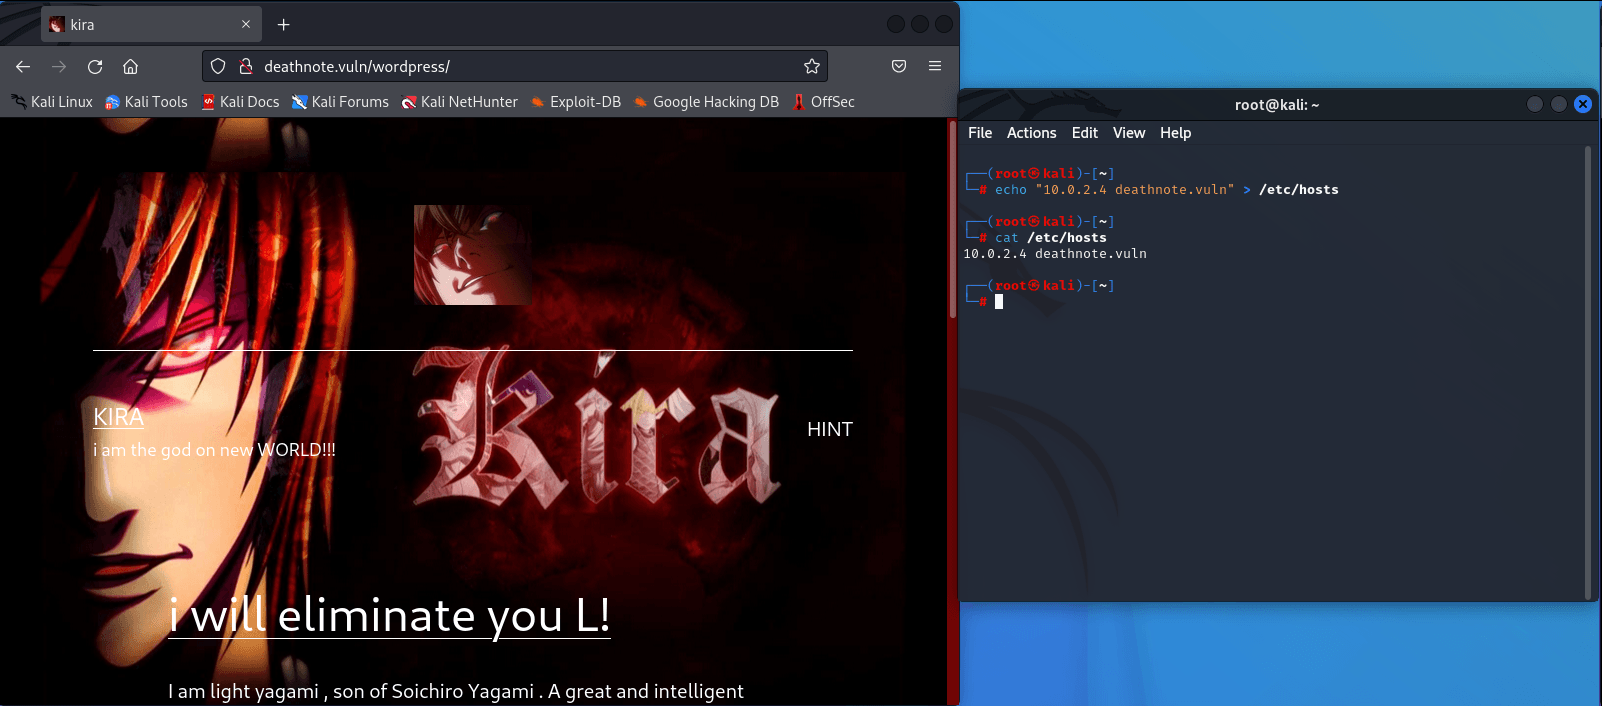 kira
deathnote.vuln/wordpress/
Kali Linux Kali Tools Kali Docs Kali Forums Kali NetHunter Exploit-DB Google Hacking DB OffSec
Kira
KIRA
i am the god on new WORLD!!!
HINT
i will eliminate you L!
I am light yagami , son of Soichiro Yagami . A great and intelligent
root@kali: ~
File Actions Edit View Help
┌──(root㉿kali)-[~]
└─# echo "10.0.2.4 deathnote.vuln" > /etc/hosts
┌──(root㉿kali)-[~]
└─# cat /etc/hosts
10.0.2.4 deathnote.vuln
┌──(root㉿kali)-[~]
└─#